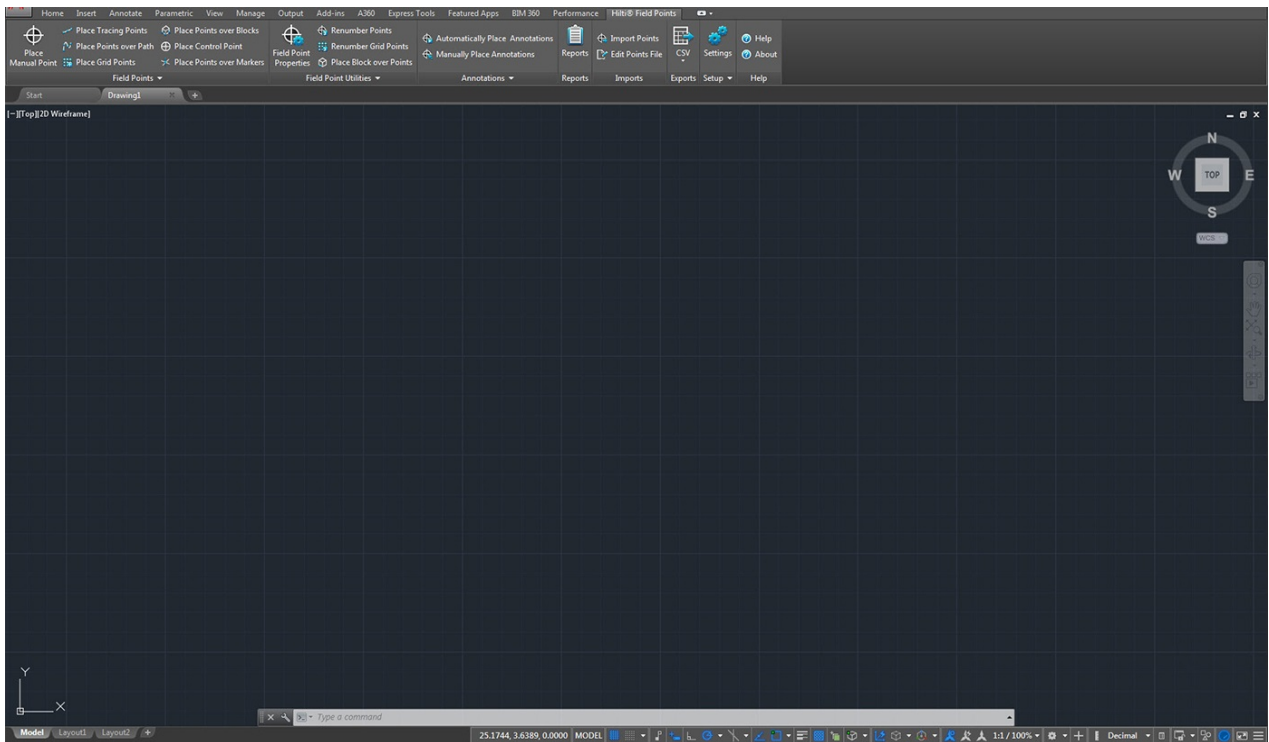 Home Insert Annotate Parametric View Manage Output Add-ins A360 Express Tools Featured Apps BIM 360 Performance Hilti® Field Points
Place Tracing Points Place Points over Blocks Renumber Points
Automatically Place Annotations Import Points Help
Place Points over Path Place Control Point Renumber Grid Points
Place Manual Point Field Point Properties Manually Place Annotations Reports Edit Points File CSV Settings About
Place Grid Points Place Points over Markers Place Block over Points
Field Points Field Point Utilities Annotations Reports Imports Exports Setup Help
Start Drawing1
[−][Top][2D Wireframe]
N
W TOP E
S
WCS
Y
X
Type a command
Model Layout1 Layout2 + 25.1744, 3.6389, 0.0000 MODEL 1:1 / 100% Decimal